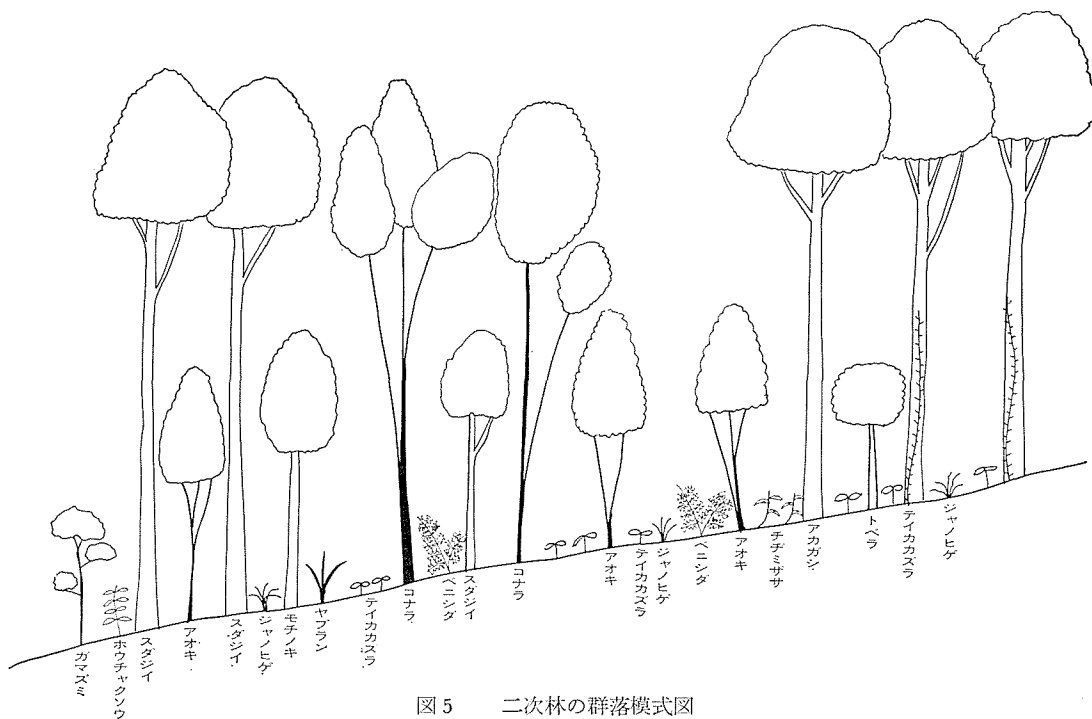 ガマズミ
ホウチャクソウ
スダジイ
アオキ
スダジイ
ジャノヒゲ
モチノキ
ヤブラン
テイカカズラ
コナラ
ベニシダ
スダジイ
コナラ
アオキ
テイカカズラ
ジャノヒゲ
ベニシダ
アオキ
チヂミザサ
アカガシ
トベラ
テイカカズラ
ジャノヒゲ
図5 二次林の群落模式図